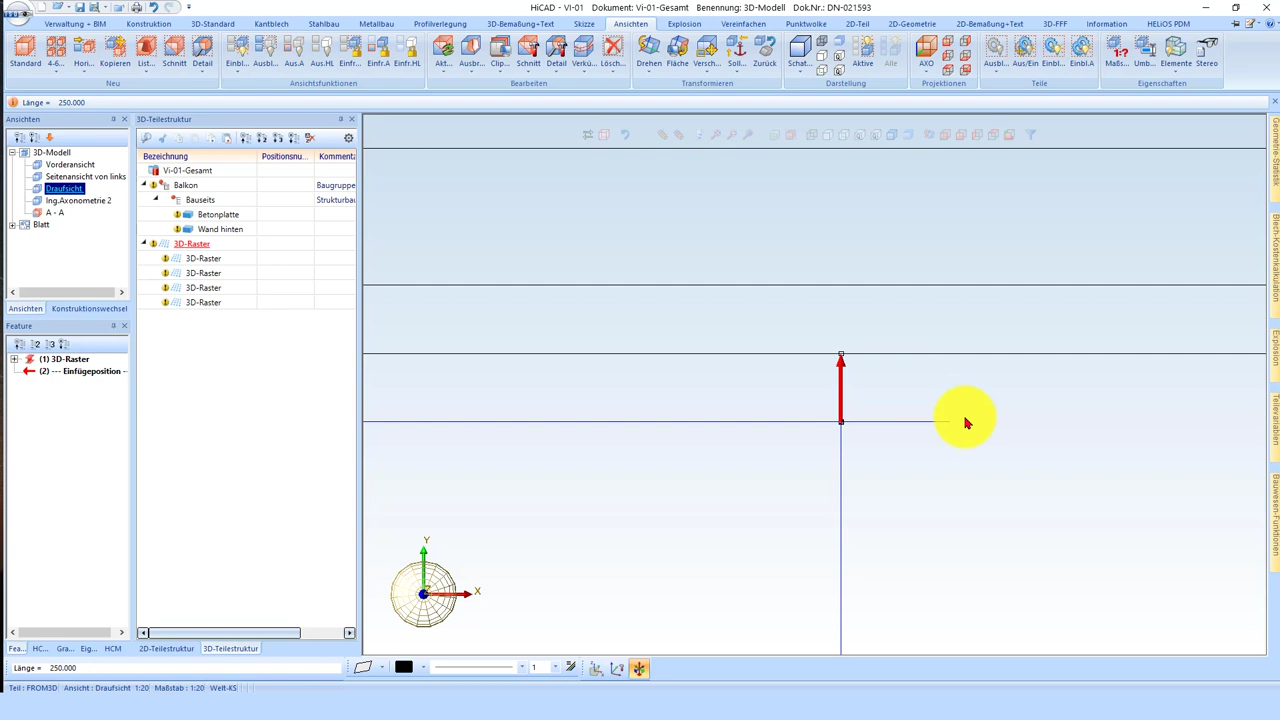 HiCAD - VI-01 Dokument: Vi-01-Gesamt Benennung: 3D-Modell Dok.Nr.: DN-021593
Werkstatt + BIM Konstruktion 3D-Standard Kantblech Stahlbau Metallbau Profilverlegung 3D-Bemaßung+Text Skizze Ansichten Explosion Vereinfachen Punktwolke 2D-Teil 2D-Geometrie 2D-Bemaßung+Text 3D-FFF Information HELiOS PDM
Standard 4-6... Hori... Kopieren List... Schnitt Detail Einbl... Ausbl... Aus.A Aus.HL Einfr... Einfr.A Einfr.HL Akt... Ausbr... Clip... Schnitt Detail Verkü... Lösch... Drehen Fläche Versch... Soll... Zurück Schat... Aktive Alle AXO Ausbl... Aus/Ein Einbl... Einbl.A Maß... Umb... Elemente Stereo
Neu Ansichtsfunktionen Bearbeiten Transformieren Darstellung Projektionen Teile Eigenschaften
Länge = 250.000
Ansichten
3D-Modell
Vorderansicht
Seitenansicht von links
Draufsicht
Ing.Axonometrie 2
A - A
Blatt
Ansichten Konstruktionswechsel
Feature
(1) 3D-Raster
(2) --- Einfügeposition --
Fea... HC... Gra... Eig... HCM
3D-Teilestruktur
Bezeichnung Positionsnu... Kommenta
Vi-01-Gesamt
Balkon Baugruppe
Bauseits Strukturbau
Betonplatte
Wand hinten
3D-Raster
3D-Raster
3D-Raster
3D-Raster
3D-Raster
2D-Teilestruktur 3D-Teilestruktur
Y
X
Geometrie-Statistik
Blech-Kostenkalkulation
Explosion
Teilevariablen
Bauwesen-Funktionen
Länge = 250.000
1
Teil : FROM3D Ansicht : Draufsicht 1:20 Maßstab : 1:20 Welt-KS